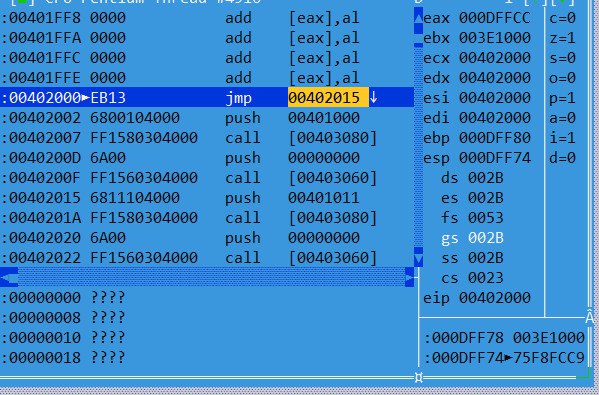 CPU Pentium Thread #4916
:00401FF8 0000 add [eax],al
:00401FFA 0000 add [eax],al
:00401FFC 0000 add [eax],al
:00401FFE 0000 add [eax],al
:00402000►EB13 jmp 00402015 ↓
:00402002 6800104000 push 00401000
:00402007 FF1580304000 call [00403080]
:0040200D 6A00 push 00000000
:0040200F FF1560304000 call [00403060]
:00402015 6811104000 push 00401011
:0040201A FF1580304000 call [00403080]
:00402020 6A00 push 00000000
:00402022 FF1560304000 call [00403060]
:00000000 ????
:00000008 ????
:00000010 ????
:00000018 ????
eax 000DFFCC c=0
ebx 003E1000 z=1
ecx 00402000 s=0
edx 00402000 o=0
esi 00402000 p=1
edi 00402000 a=0
ebp 000DFF80 i=1
esp 000DFF74 d=0
ds 002B
es 002B
fs 0053
gs 002B
ss 002B
cs 0023
eip 00402000
:000DFF78 003E1000
:000DFF74►75F8FCC9